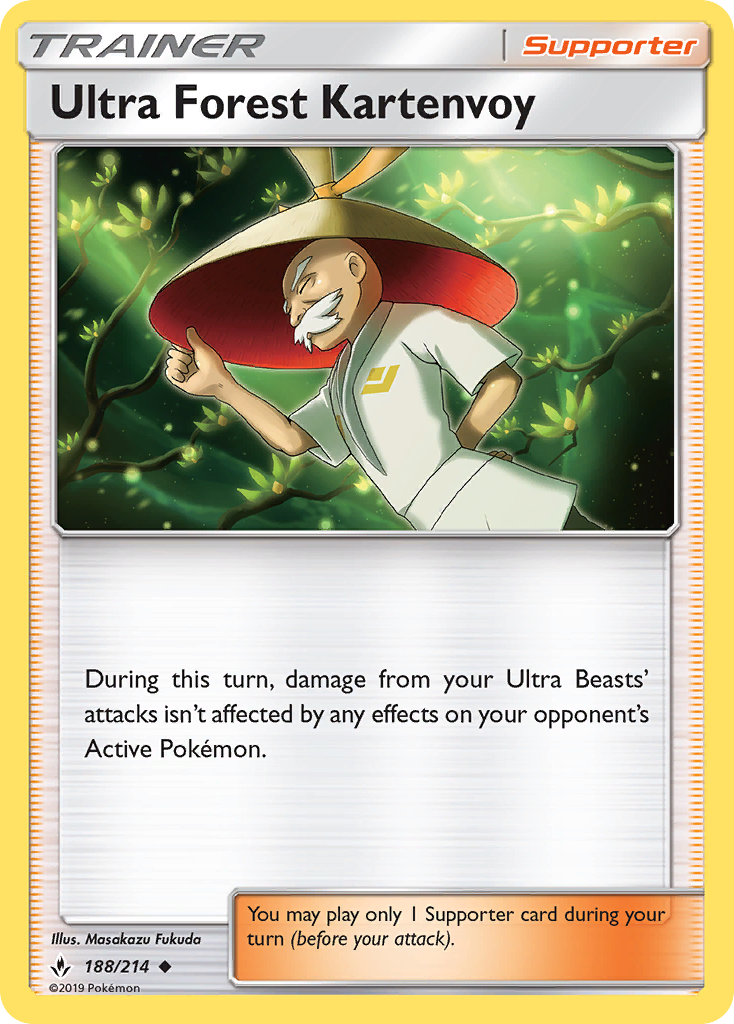 TRAINER
Supporter
Ultra Forest Kartenvoy
During this turn, damage from your Ultra Beasts’
attacks isn’t affected by any effects on your opponent’s
Active Pokémon.
You may play only 1 Supporter card during your
turn (before your attack).
Illus. Masakazu Fukuda
188/214
©2019 Pokémon